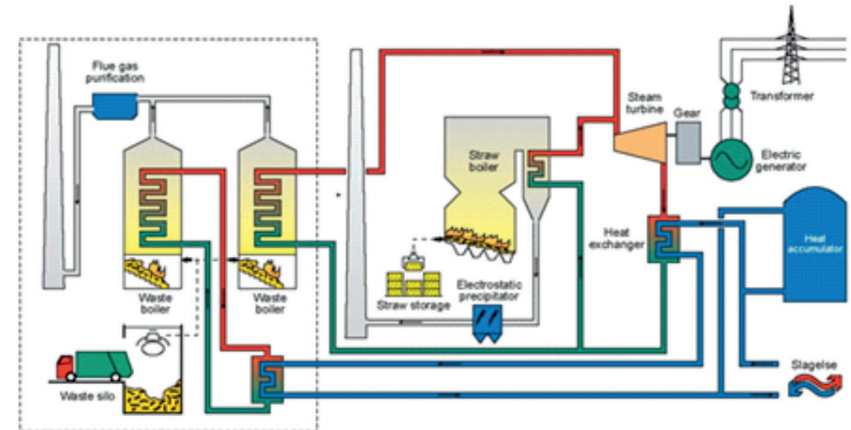 Flue gas
purification
Waste
boiler
Waste
boiler
Waste silo
Straw
boiler
Straw storage
Electrostatic
precipitator
Steam
turbine
Gear
Transformer
Electric
generator
Heat
exchanger
Heat
accumulator
Slagelse